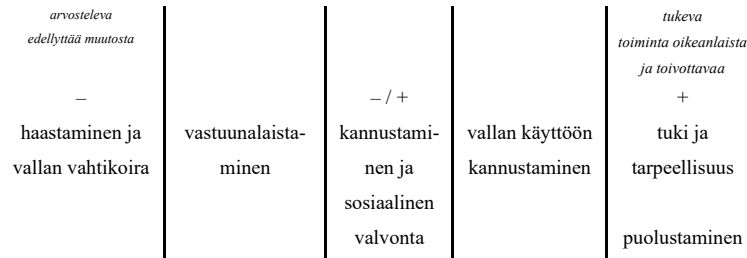 arvosteleva
edellyttää muutosta
–
haastaminen ja
vallan vahtikoira
vastuunalaista-
minen
– / +
kannustami-
nen ja
sosiaalinen
valvonta
vallan käyttöön
kannustaminen
tukeva
toiminta oikeanlaista
ja toivottavaa
+
tuki ja
tarpeellisuus
puolustaminen